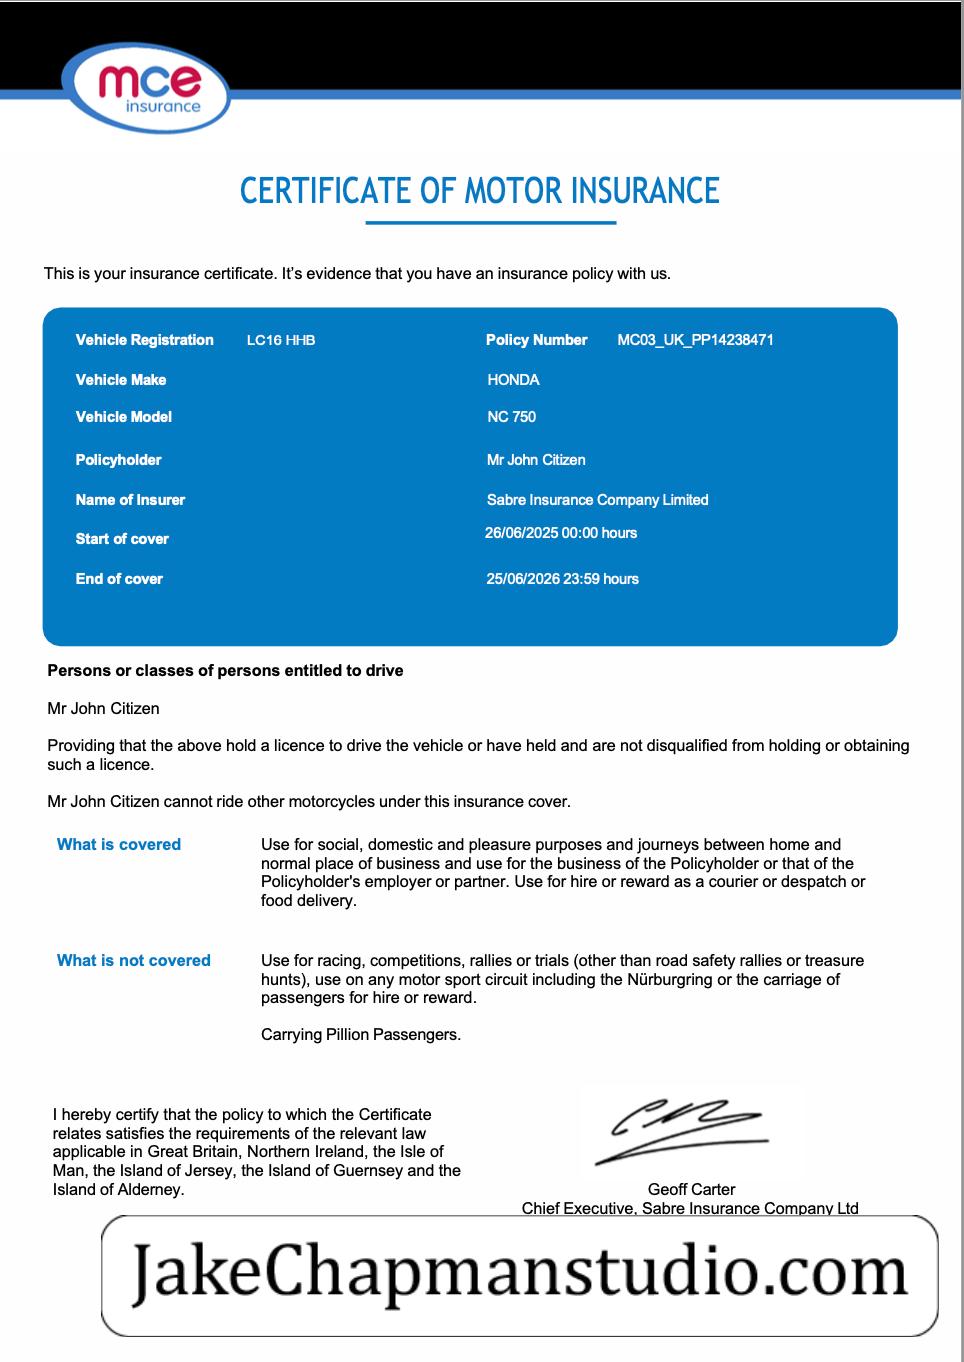 mce
insurance
CERTIFICATE OF MOTOR INSURANCE
This is your insurance certificate. It’s evidence that you have an insurance policy with us.
Vehicle Registration LC16 HHB Policy Number MC03_UK_PP14238471
Vehicle Make HONDA
Vehicle Model NC 750
Policyholder Mr John Citizen
Name of Insurer Sabre Insurance Company Limited
Start of cover 26/06/2025 00:00 hours
End of cover 25/06/2026 23:59 hours
Persons or classes of persons entitled to drive
Mr John Citizen
Providing that the above hold a licence to drive the vehicle or have held and are not disqualified from holding or obtaining
such a licence.
Mr John Citizen cannot ride other motorcycles under this insurance cover.
What is covered Use for social, domestic and pleasure purposes and journeys between home and
normal place of business and use for the business of the Policyholder or that of the
Policyholder's employer or partner. Use for hire or reward as a courier or despatch or
food delivery.
What is not covered Use for racing, competitions, rallies or trials (other than road safety rallies or treasure
hunts), use on any motor sport circuit including the Nürburgring or the carriage of
passengers for hire or reward.
Carrying Pillion Passengers.
I hereby certify that the policy to which the Certificate
relates satisfies the requirements of the relevant law
applicable in Great Britain, Northern Ireland, the Isle of
Man, the Island of Jersey, the Island of Guernsey and the
Island of Alderney.
Geoff Carter
Chief Executive, Sabre Insurance Company Ltd
JakeChapmanstudio.com